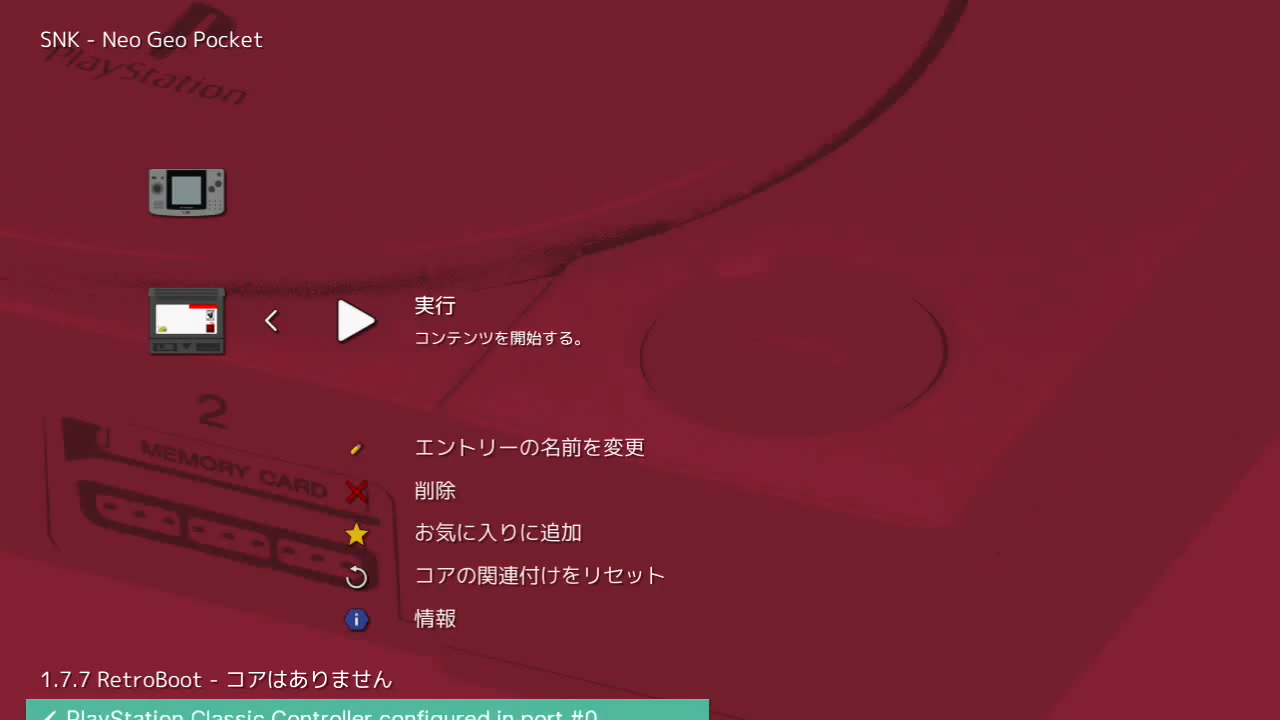 SNK - Neo Geo Pocket
PlayStation
実行
コンテンツを開始する。
2
MEMORY CARD
エントリーの名前を変更
削除
お気に入りに追加
コアの関連付けをリセット
情報
1.7.7 RetroBoot - コアはありません
PlayStation Classic Controller configured in port #0